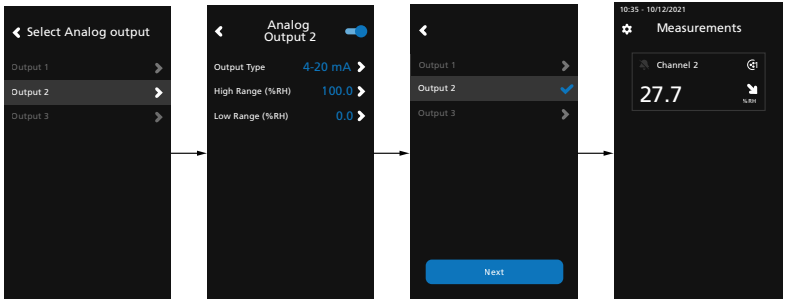 Select Analog output
Output 1
Output 2
Output 3
Analog
Output 2
Output Type 4-20 mA
High Range (%RH) 100.0
Low Range (%RH) 0.0
Output 1
Output 2
Output 3
Next
10:35 - 10/12/2021
Measurements
Channel 2 1
27.7
%RH